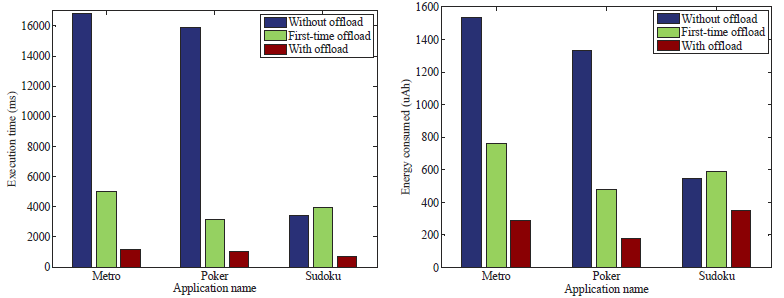 16000
14000
12000
10000
8000
6000
4000
2000
0
Execution time (ms)
Without offload
First-time offload
With offload
Metro
Poker
Sudoku
Application name
1600
1400
1200
1000
800
600
400
200
0
Energy consumed (uAh)
Without offload
First-time offload
With offload
Metro
Poker
Sudoku
Application name